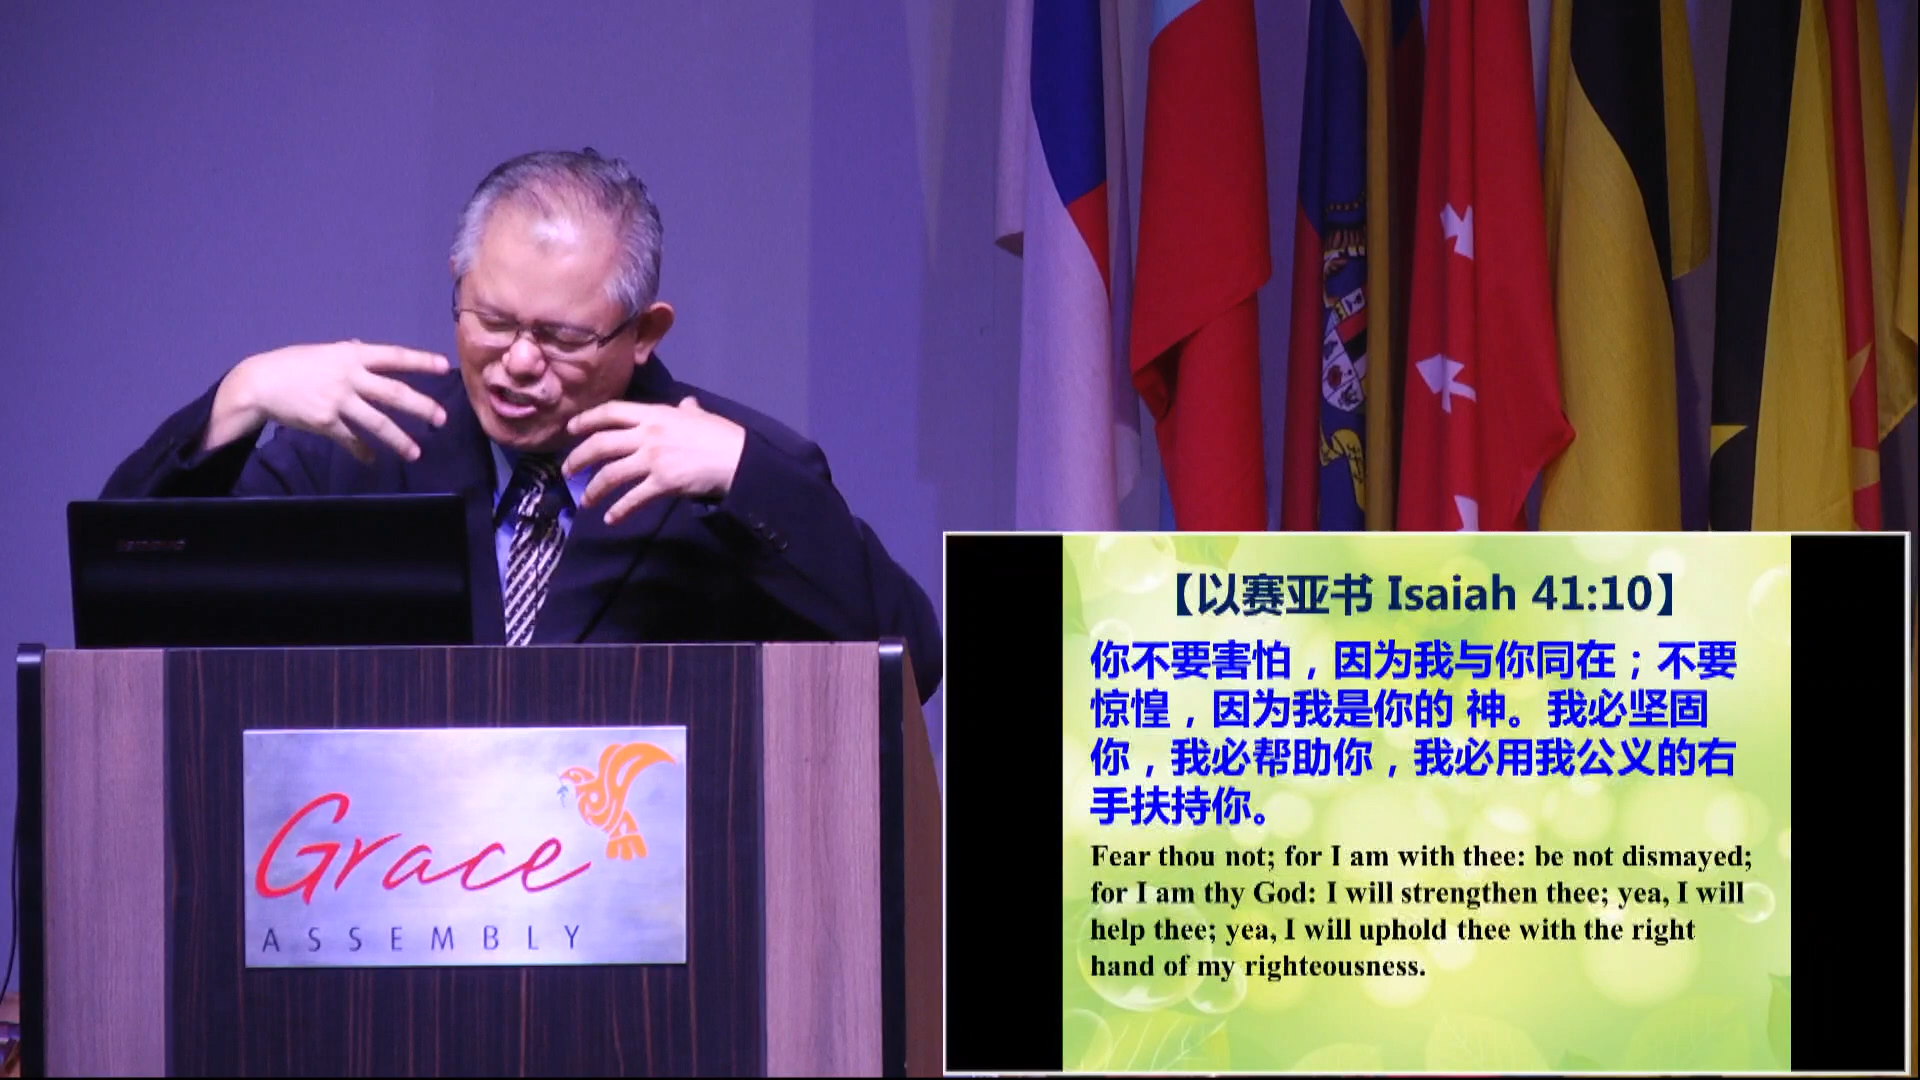 lenovo
Grace
ASSEMBLY
【以赛亚书 Isaiah 41:10】
你不要害怕，因为我与你同在；不要
惊惶，因为我是你的 神。我必坚固
你，我必帮助你，我必用我公义的右
手扶持你。
Fear thou not; for I am with thee: be not dismayed;
for I am thy God: I will strengthen thee; yea, I will
help thee; yea, I will uphold thee with the right
hand of my righteousness.